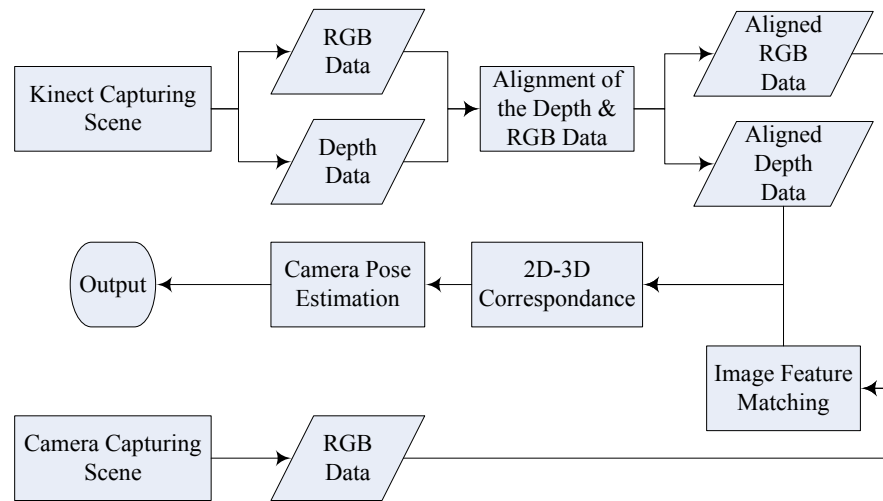 Kinect Capturing
Scene
RGB
Data
Depth
Data
Alignment of
the Depth &
RGB Data
Aligned
RGB
Data
Aligned
Depth
Data
Output
Camera Pose
Estimation
2D-3D
Correspondance
Image Feature
Matching
Camera Capturing
Scene
RGB
Data